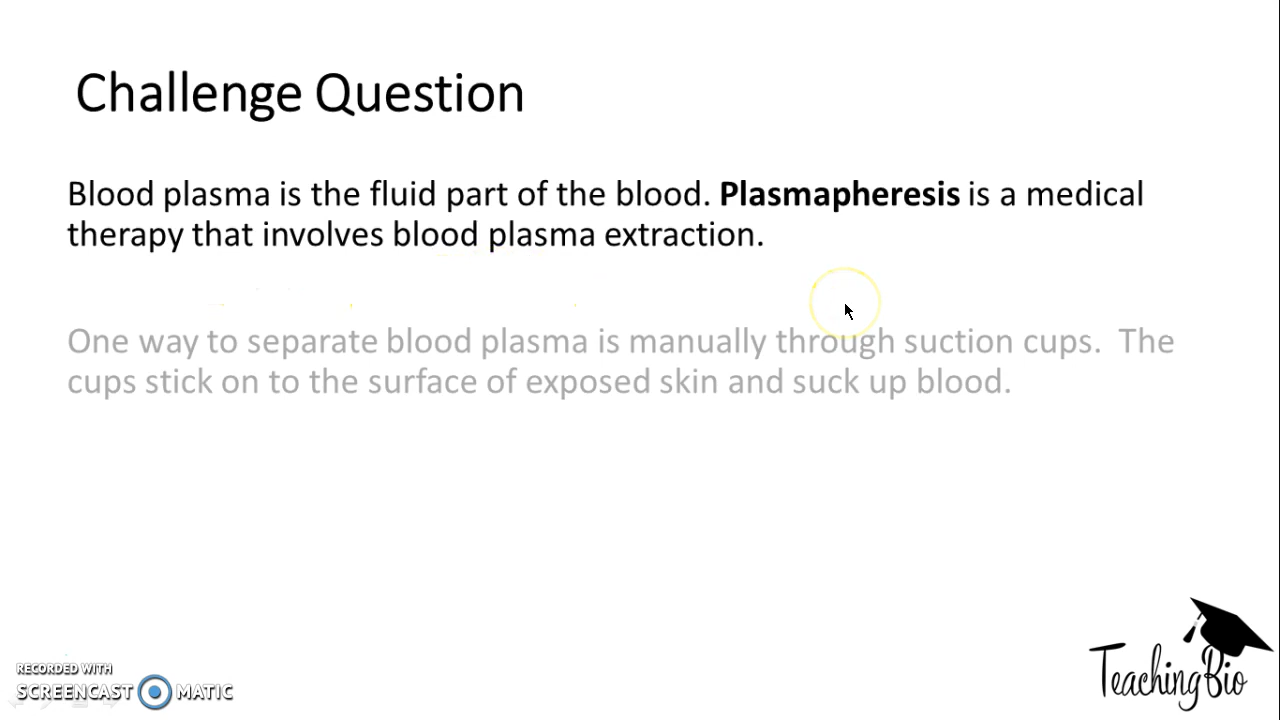 Challenge Question
Blood plasma is the fluid part of the blood. Plasmapheresis is a medical
therapy that involves blood plasma extraction.
One way to separate blood plasma is manually through suction cups.  The
cups stick on to the surface of exposed skin and suck up blood.
RECORDED WITH
SCREENCAST MATIC
TeachingBio